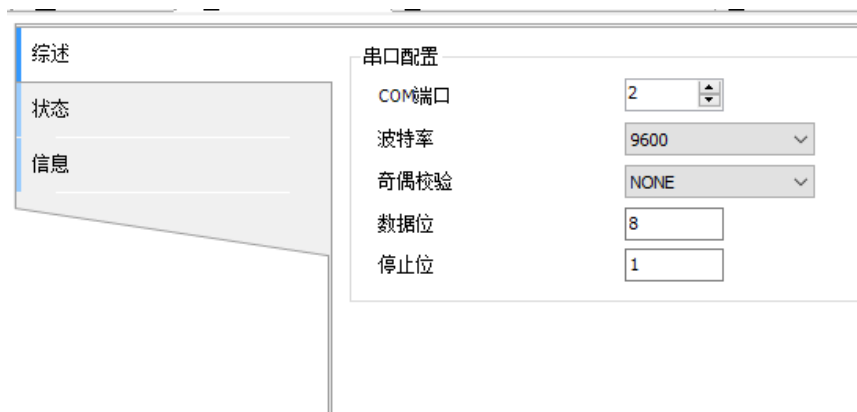 综述
状态
信息
串口配置
COM端口 2
波特率 9600
奇偶校验 NONE
数据位 8
停止位 1